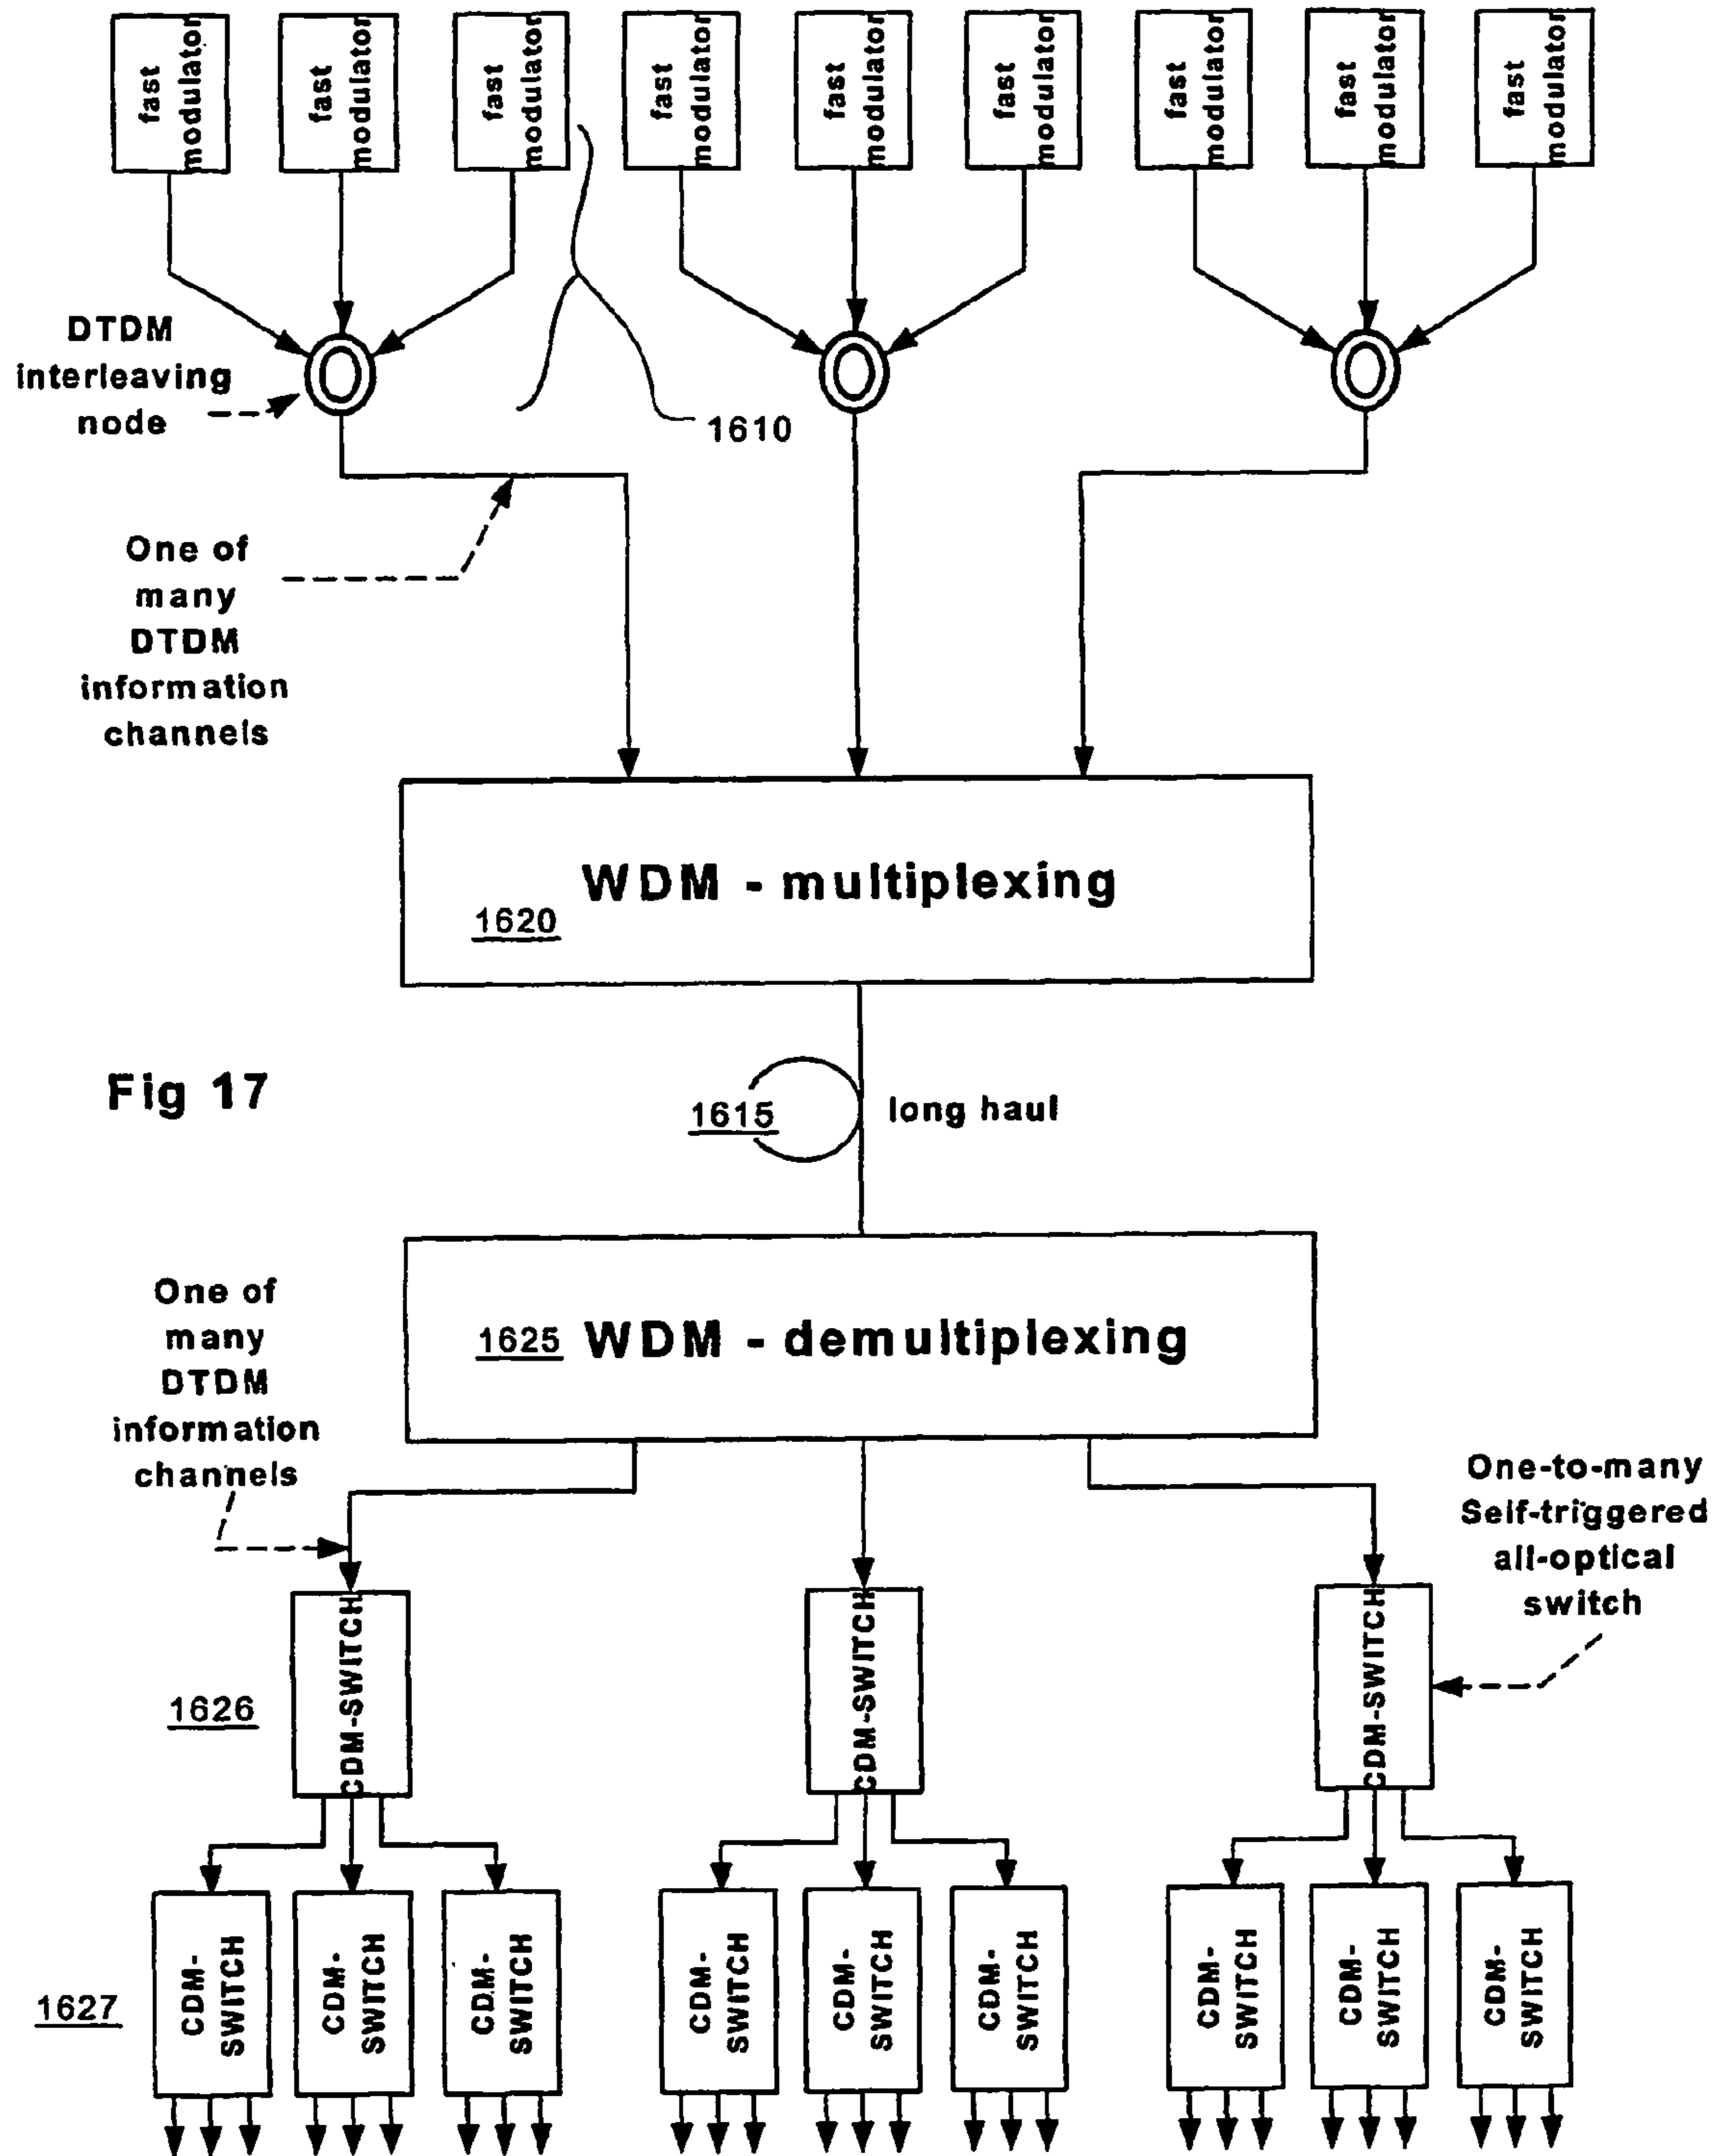 fast
modulator
fast
modulator
fast
modulator
fast
modulator
fast
modulator
fast
modulator
fast
modulator
fast
modulator
fast
modulator
DTDM
interleaving
node
1610
One of
many
DTDM
information
channels
WDM - multiplexing
1620
Fig 17
1615
long haul
One of
many
DTDM
information
channels
1625 WDM - demultiplexing
One-to-many
Self-triggered
all-optical
switch
CDM-SWITCH
CDM-SWITCH
CDM-SWITCH
1626
CDM-
SWITCH
CDM-
SWITCH
CDM-
SWITCH
CDM-
SWITCH
CDM-
SWITCH
CDM-
SWITCH
CDM-
SWITCH
CDM-
SWITCH
CDM-
SWITCH
1627